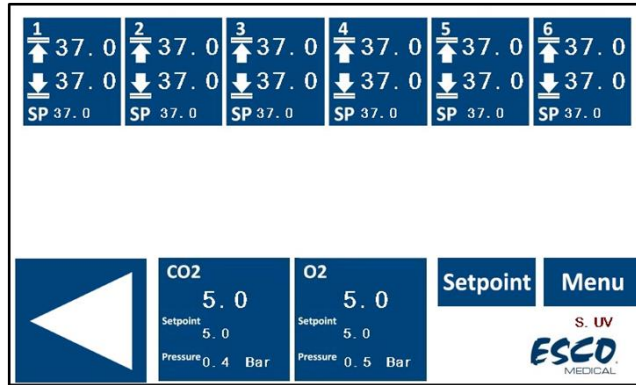 1 2 3 4 5 6
37.0 37.0 37.0 37.0 37.0 37.0
37.0 37.0 37.0 37.0 37.0 37.0
SP 37.0 SP 37.0 SP 37.0 SP 37.0 SP 37.0 SP 37.0
CO2
5.0
Setpoint
5.0
Pressure 0.4 Bar
O2
5.0
Setpoint
5.0
Pressure 0.5 Bar
Setpoint
Menu
S. UV
ESCO
MEDICAL